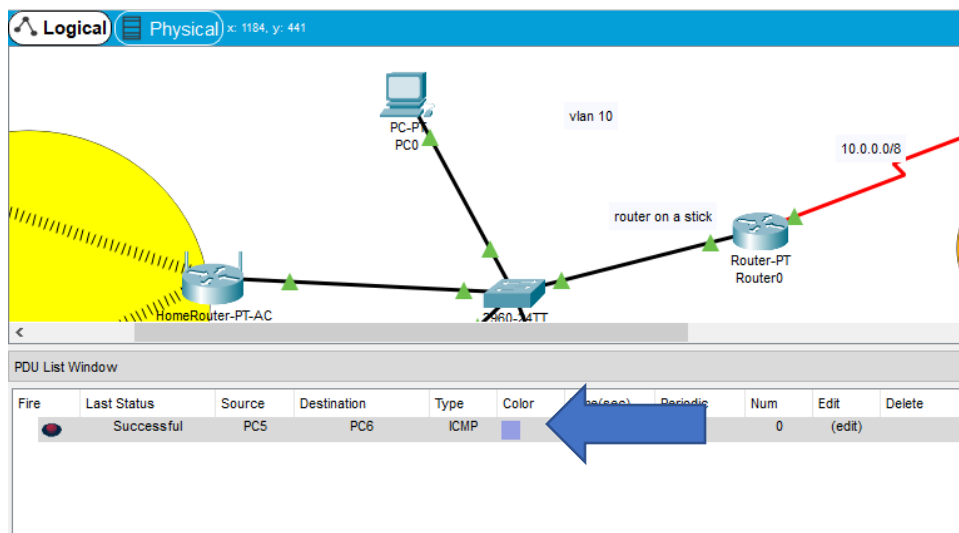 Logical Physical x: 1184, y: 441
PC-PT
PC0
vlan 10
10.0.0.0/8
router on a stick
Router-PT
Router0
HomeRouter-PT-AC
2960-24TT
PDU List Window
Fire Last Status Source Destination Type Color Periodic Num Edit Delete
Successful PC5 PC6 ICMP 0 (edit)